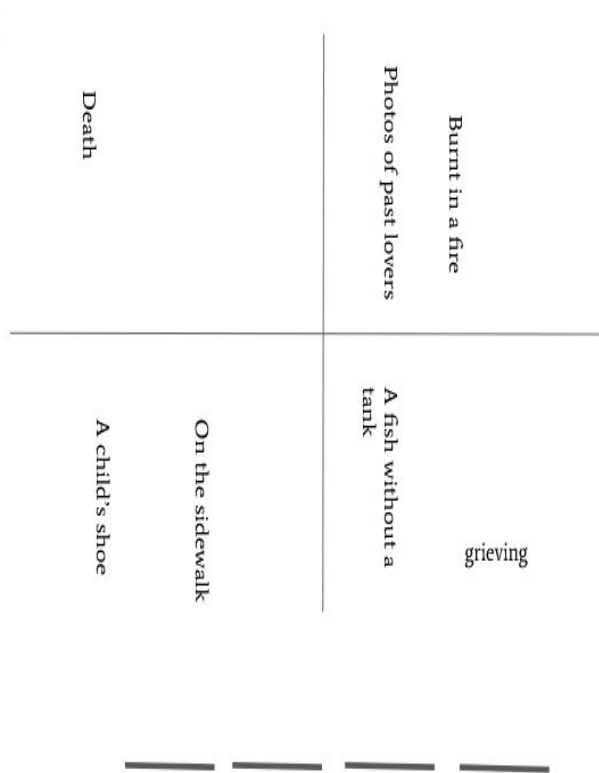 Burnt in a fire
Photos of past lovers
grieving
A fish without a
tank
Death
On the sidewalk
A child’s shoe